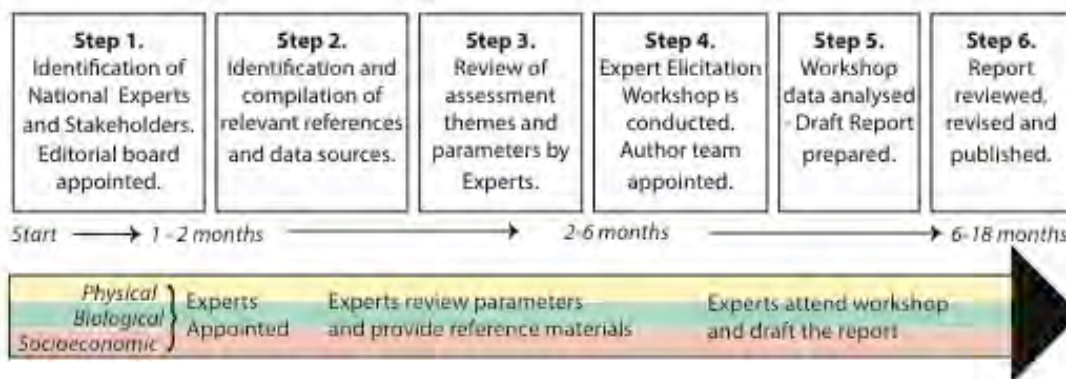 Step 1.
Identification of
National Experts
and Stakeholders.
Editorial board
appointed.
Step 2.
Identification and
compilation of
relevant references
and data sources.
Step 3.
Review of
assessment
themes and
parameters by
Experts.
Step 4.
Expert Elicitation
Workshop is
conducted.
Author team
appointed.
Step 5.
Workshop
data analysed
- Draft Report
prepared.
Step 6.
Report
reviewed,
revised and
published.
Start
1 - 2 months
2-6 months
6-18 months
Physical
Biological
Socioeconomic
Experts
Appointed
Experts review parameters
and provide reference materials
Experts attend workshop
and draft the report